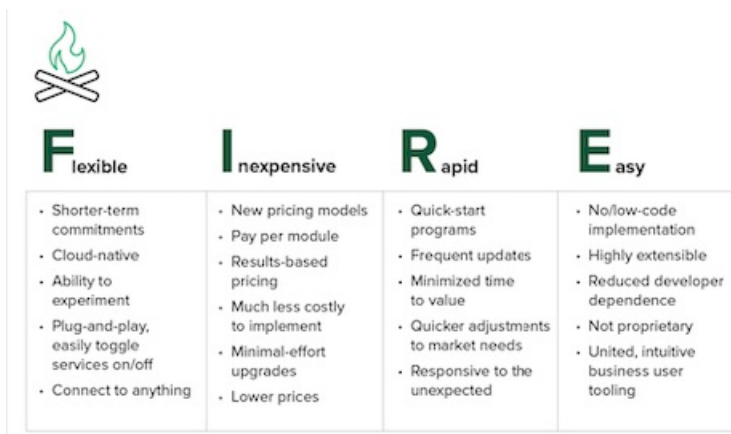 Flexible
• Shorter-term
commitments
• Cloud-native
• Ability to
experiment
• Plug-and-play,
easily toggle
services on/off
• Connect to anything
Inexpensive
• New pricing models
• Pay per module
• Results-based
pricing
• Much less costly
to implement
• Minimal-effort
upgrades
• Lower prices
Rapid
• Quick-start
programs
• Frequent updates
• Minimized time
to value
• Quicker adjustments
to market needs
• Responsive to the
unexpected
Easy
• No/low-code
implementation
• Highly extensible
• Reduced developer
dependence
• Not proprietary
• United, intuitive
business user
tooling